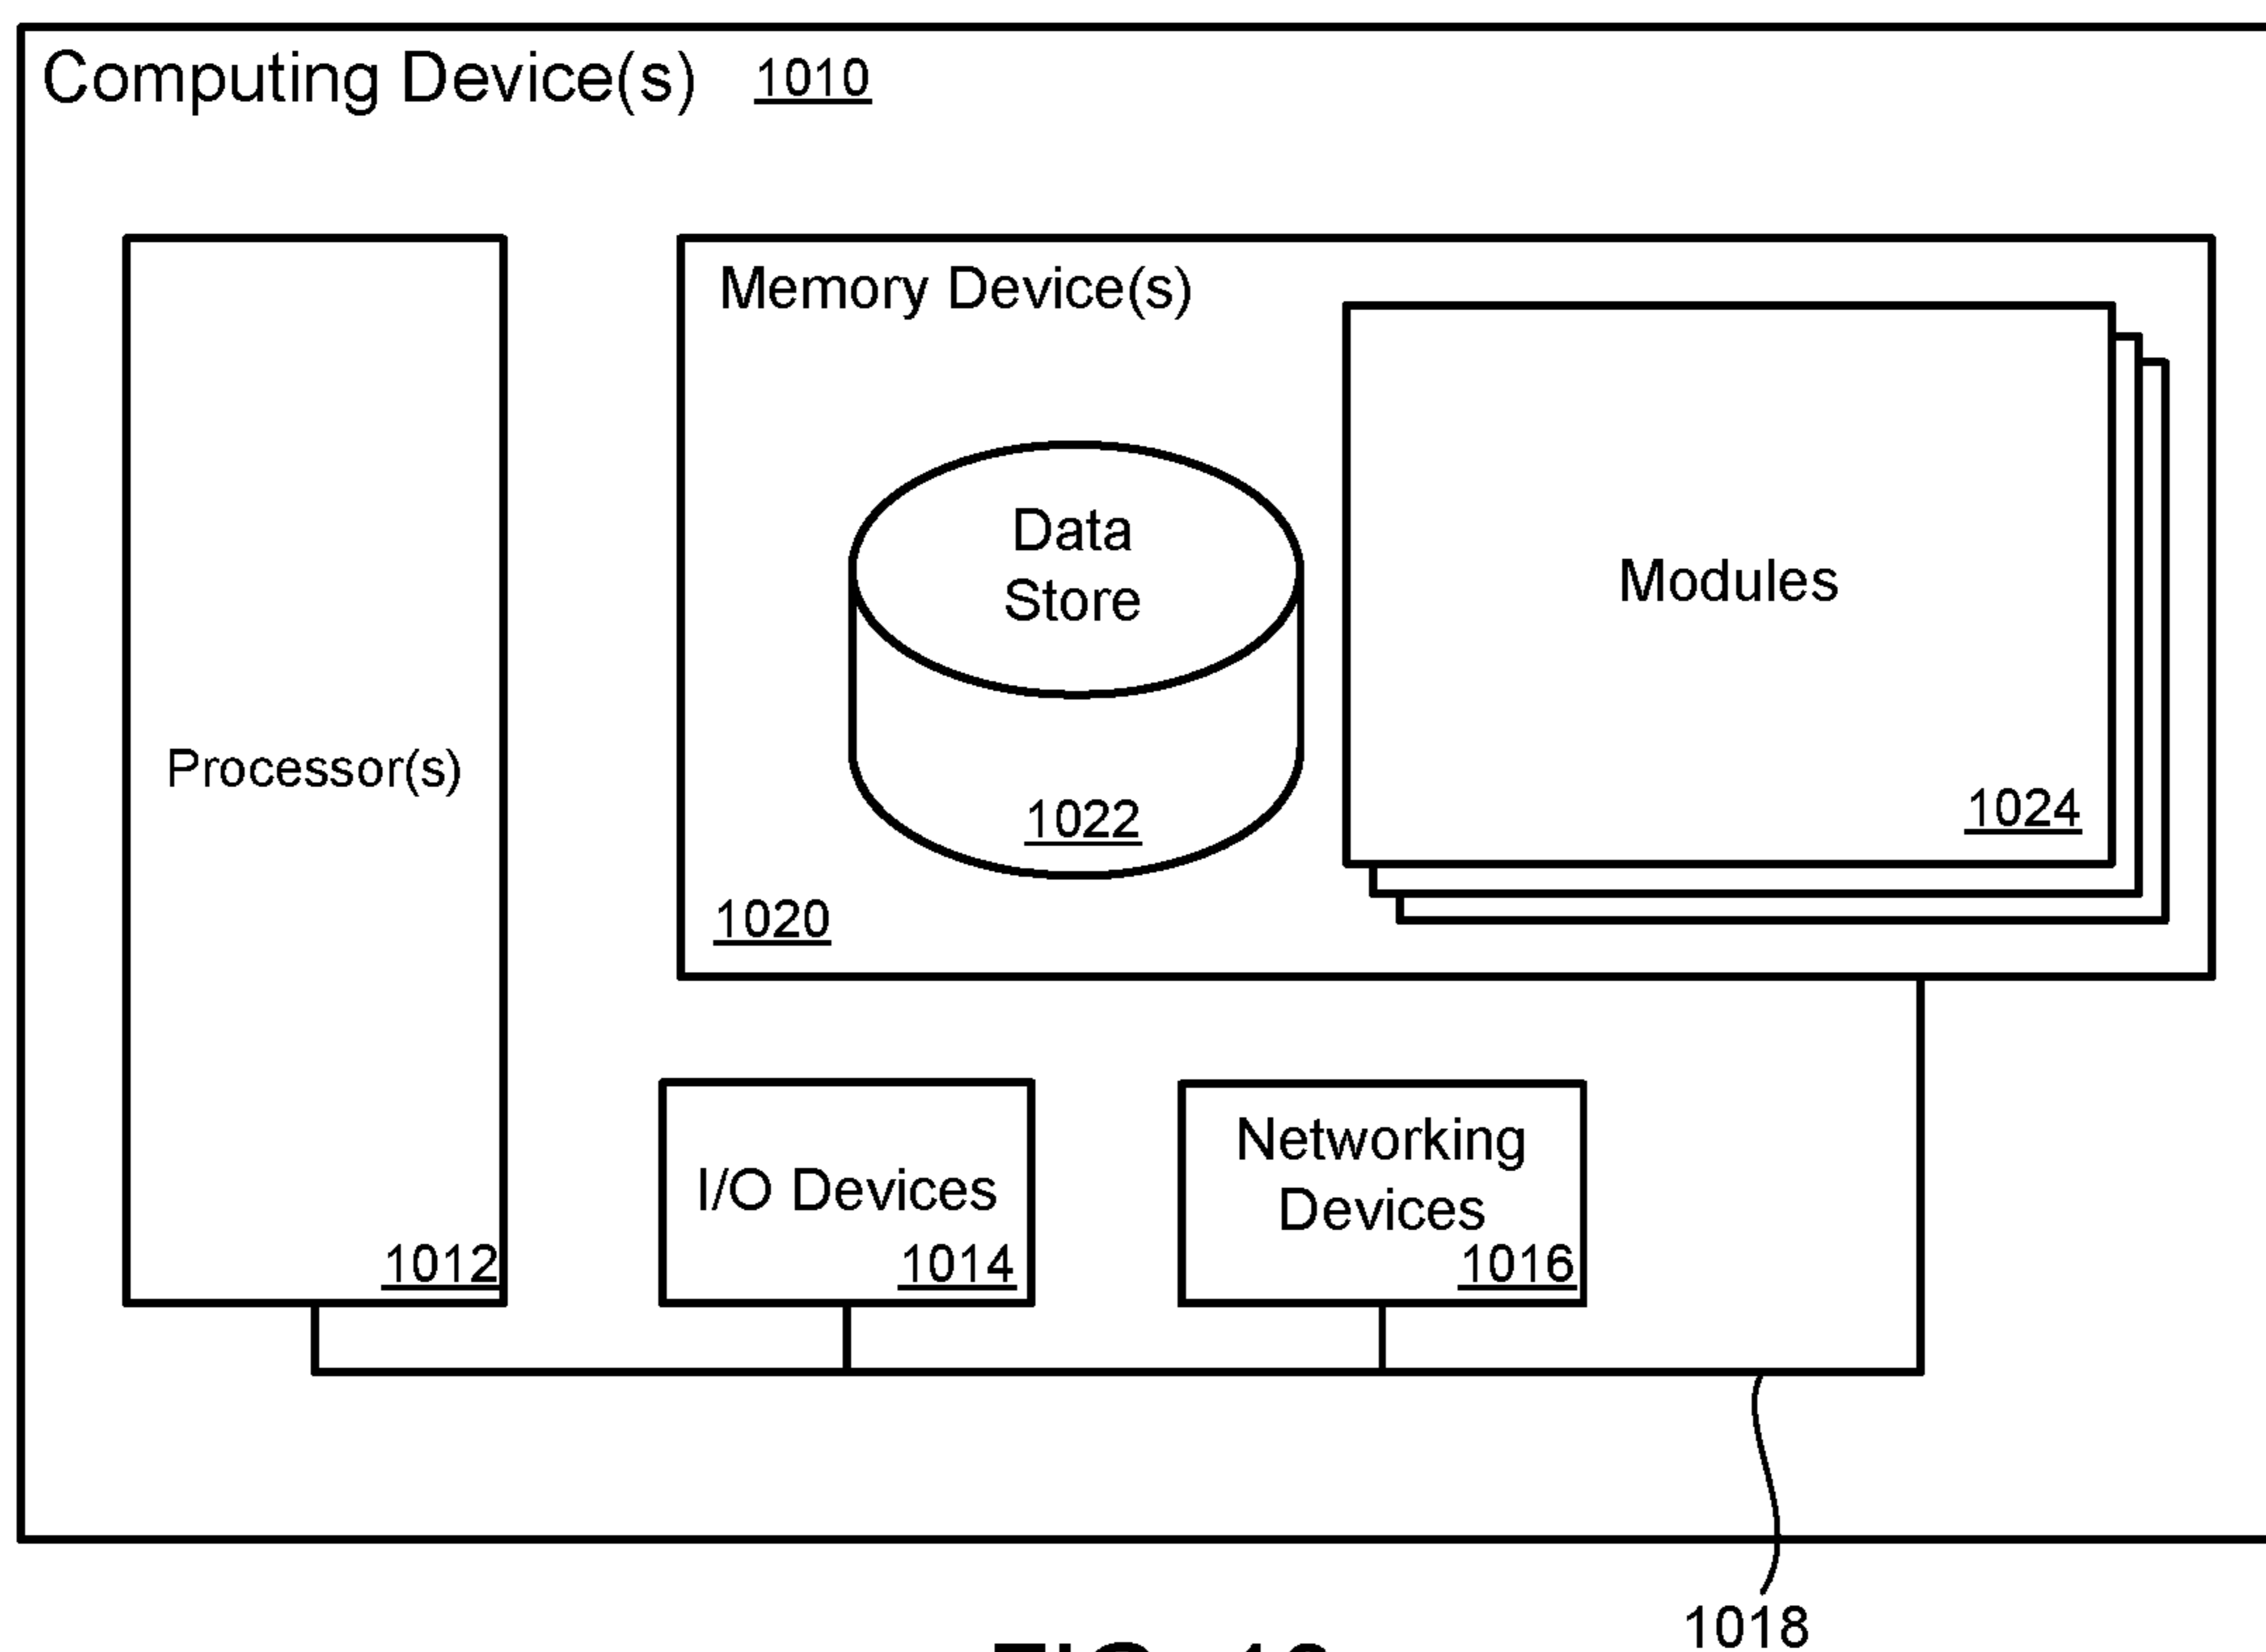 Computing Device(s) 1010
Memory Device(s)
Data
Store
Modules
Processor(s)
1022
1024
1020
Networking
I/O Devices
Devices
1012
1014
1016
1018